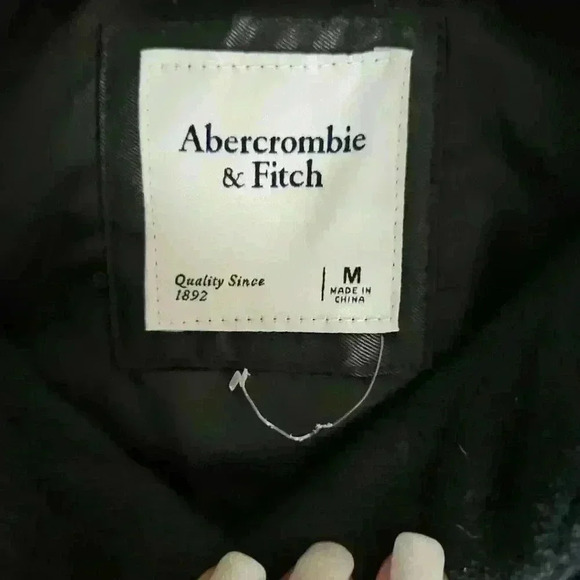 Abercrombie
& Fitch
Quality Since
1892
M
MADE IN
CHINA